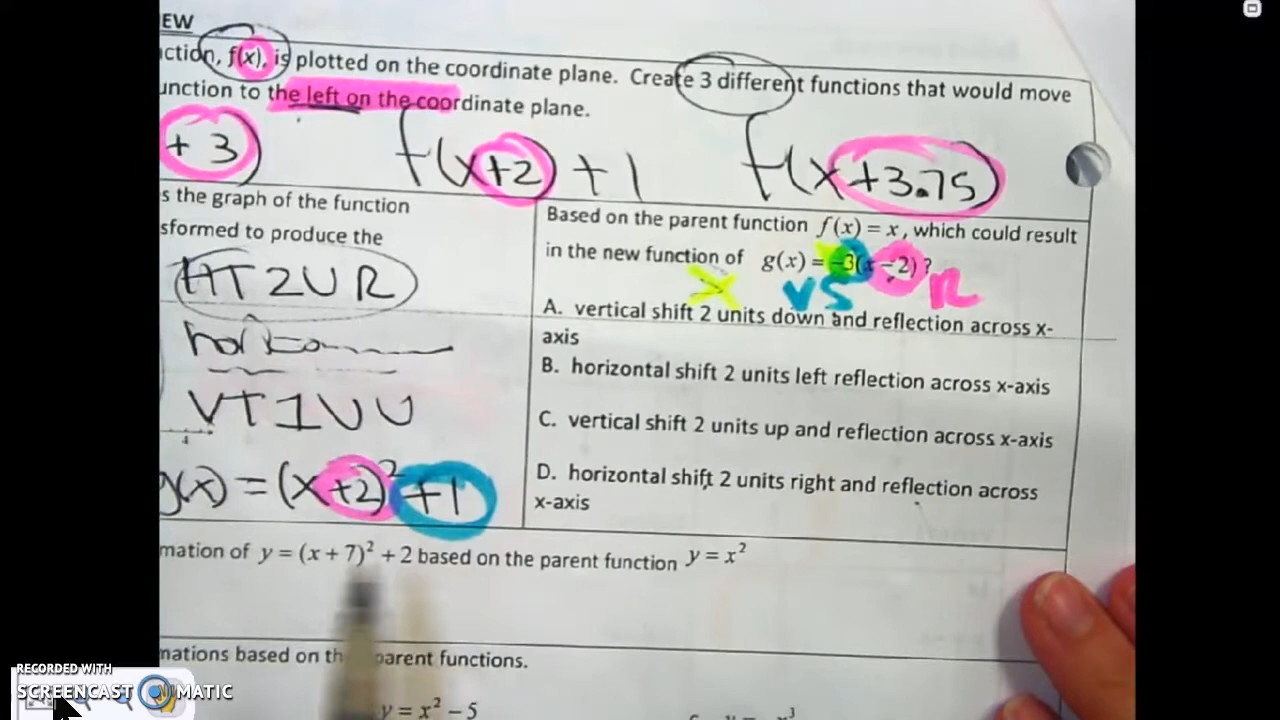 EW
ction, f(x), is plotted on the coordinate plane. Create 3 different functions that would move
unction to the left on the coordinate plane.
+ 3) f(x+2) + 1 f(x+3.75)
s the graph of the function
sformed to produce the
HT2UR
VT1UU
g(x) = (x+2)² +1
Based on the parent function f(x) = x, which could result
in the new function of g(x) = -3(x - 2)?
VS R
A. vertical shift 2 units down and reflection across x-
axis
B. horizontal shift 2 units left reflection across x-axis
C. vertical shift 2 units up and reflection across x-axis
D. horizontal shift 2 units right and reflection across
x-axis
mation of y = (x + 7)² + 2 based on the parent function y = x²
mations based on parent functions.
y = x² - 5
RECORDED WITH
SCREENCAST MATIC